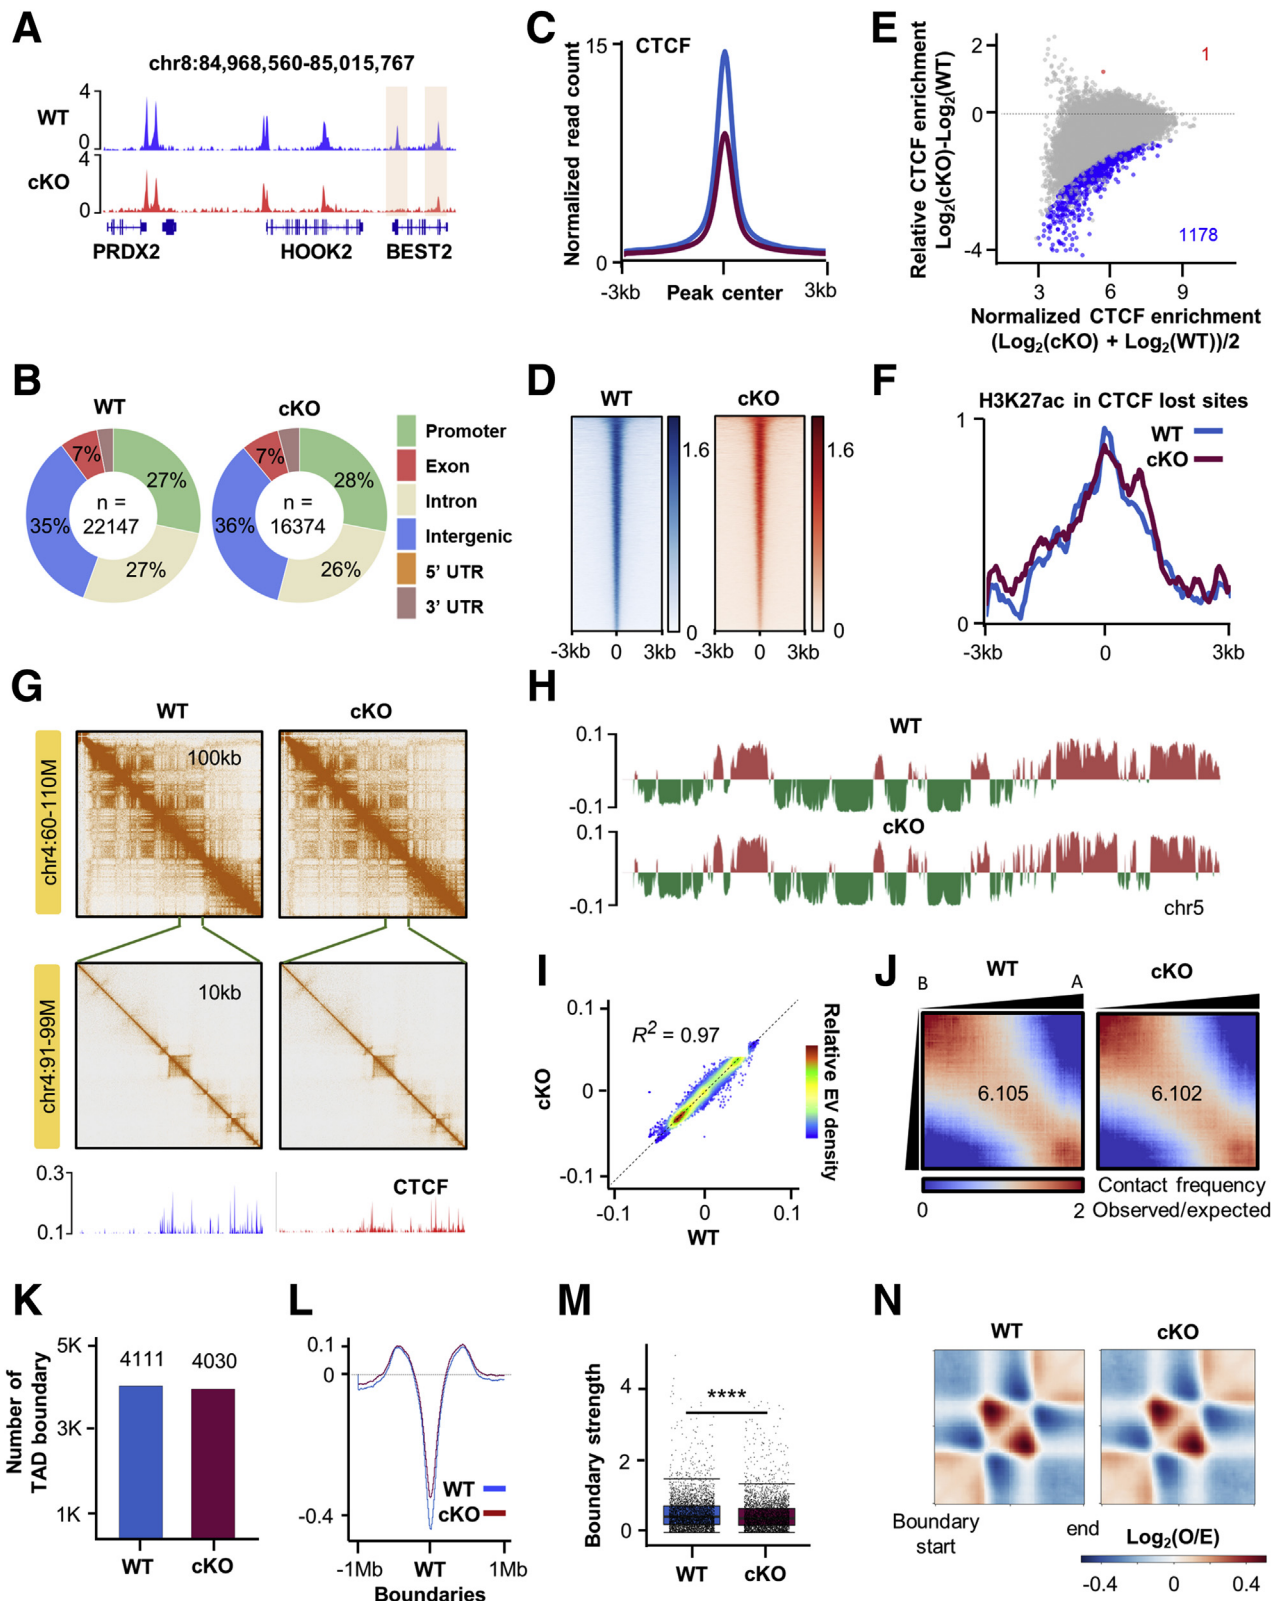 A
chr8:84,968,560-85,015,767
4
WT
0
4
cKO
0
PRDX2 HOOK2 BEST2
B
WT cKO
7% 27% 35% 27%
n =
22147
7% 28% 36% 26%
n =
16374
Promoter
Exon
Intron
Intergenic
5' UTR
3' UTR
C
CTCF
15
0
Normalized read count
-3kb Peak center 3kb
D
WT cKO
1.6 1.6
0 0
-3kb 0 3kb -3kb 0 3kb
E
Relative CTCF enrichment
Log2(cKO)-Log2(WT)
2
0
-4
1
1178
3 6 9
Normalized CTCF enrichment
(Log2(cKO) + Log2(WT))/2
F
H3K27ac in CTCF lost sites
1
WT
cKO
0
-3kb 0 3kb
G
WT cKO
chr4:60-110M
100kb
chr4:91-99M
10kb
0.3
0.1
CTCF
H
WT
0.1
-0.1
cKO
0.1
-0.1
chr5
I
0.1
0
-0.1
cKO
R2 = 0.97
-0.1 0 0.1
WT
Relative EV density
J
WT cKO
B A
6.105 6.102
0 2
Contact frequency
Observed/expected
K
Number of
TAD boundary
5K
3K
1K
4111 4030
WT cKO
L
0.1
0
-0.4
WT
cKO
-1Mb WT 1Mb
Boundaries
M
Boundary strength
4
2
0
****
WT cKO
N
WT cKO
Boundary
start
end
Log2(O/E)
-0.4 0 0.4